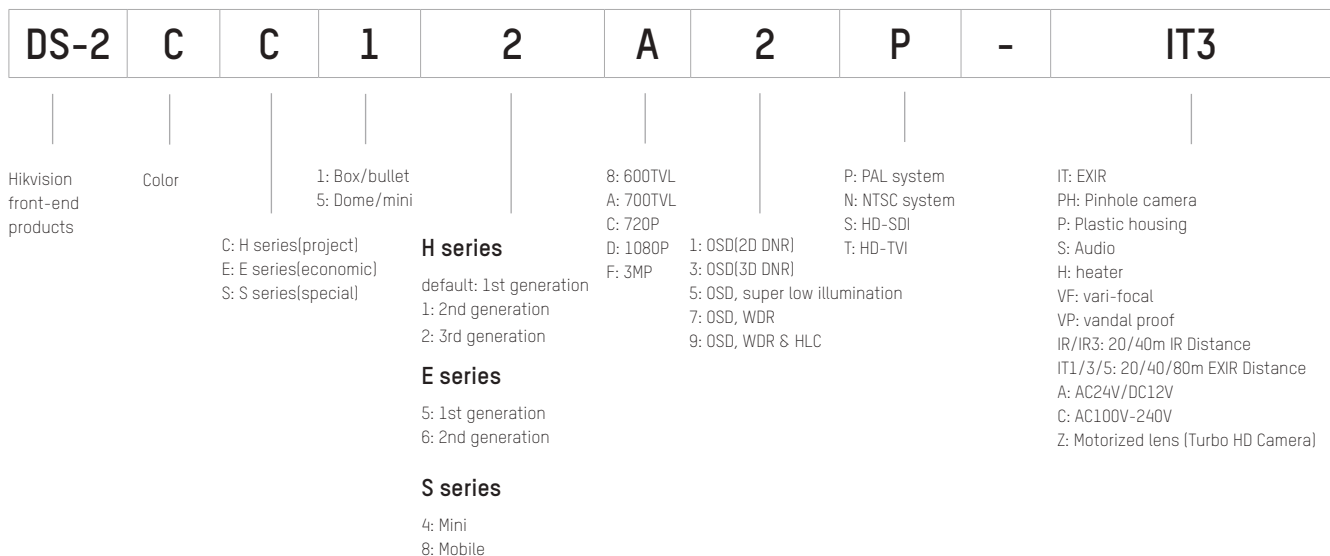 DS-2 C C 1 2 A 2 P - IT3
Hikvision
front-end
products
Color
C: H series(project)
E: E series(economic)
S: S series(special)
1: Box/bullet
5: Dome/mini
H series
default: 1st generation
1: 2nd generation
2: 3rd generation
E series
5: 1st generation
6: 2nd generation
S series
4: Mini
8: Mobile
8: 600TVL
A: 700TVL
C: 720P
D: 1080P
F: 3MP
1: OSD(2D DNR)
3: OSD(3D DNR)
5: OSD, super low illumination
7: OSD, WDR
9: OSD, WDR & HLC
P: PAL system
N: NTSC system
S: HD-SDI
T: HD-TVI
IT: EXIR
PH: Pinhole camera
P: Plastic housing
S: Audio
H: heater
VF: vari-focal
VP: vandal proof
IR/IR3: 20/40m IR Distance
IT1/3/5: 20/40/80m EXIR Distance
A: AC24V/DC12V
C: AC100V-240V
Z: Motorized lens (Turbo HD Camera)